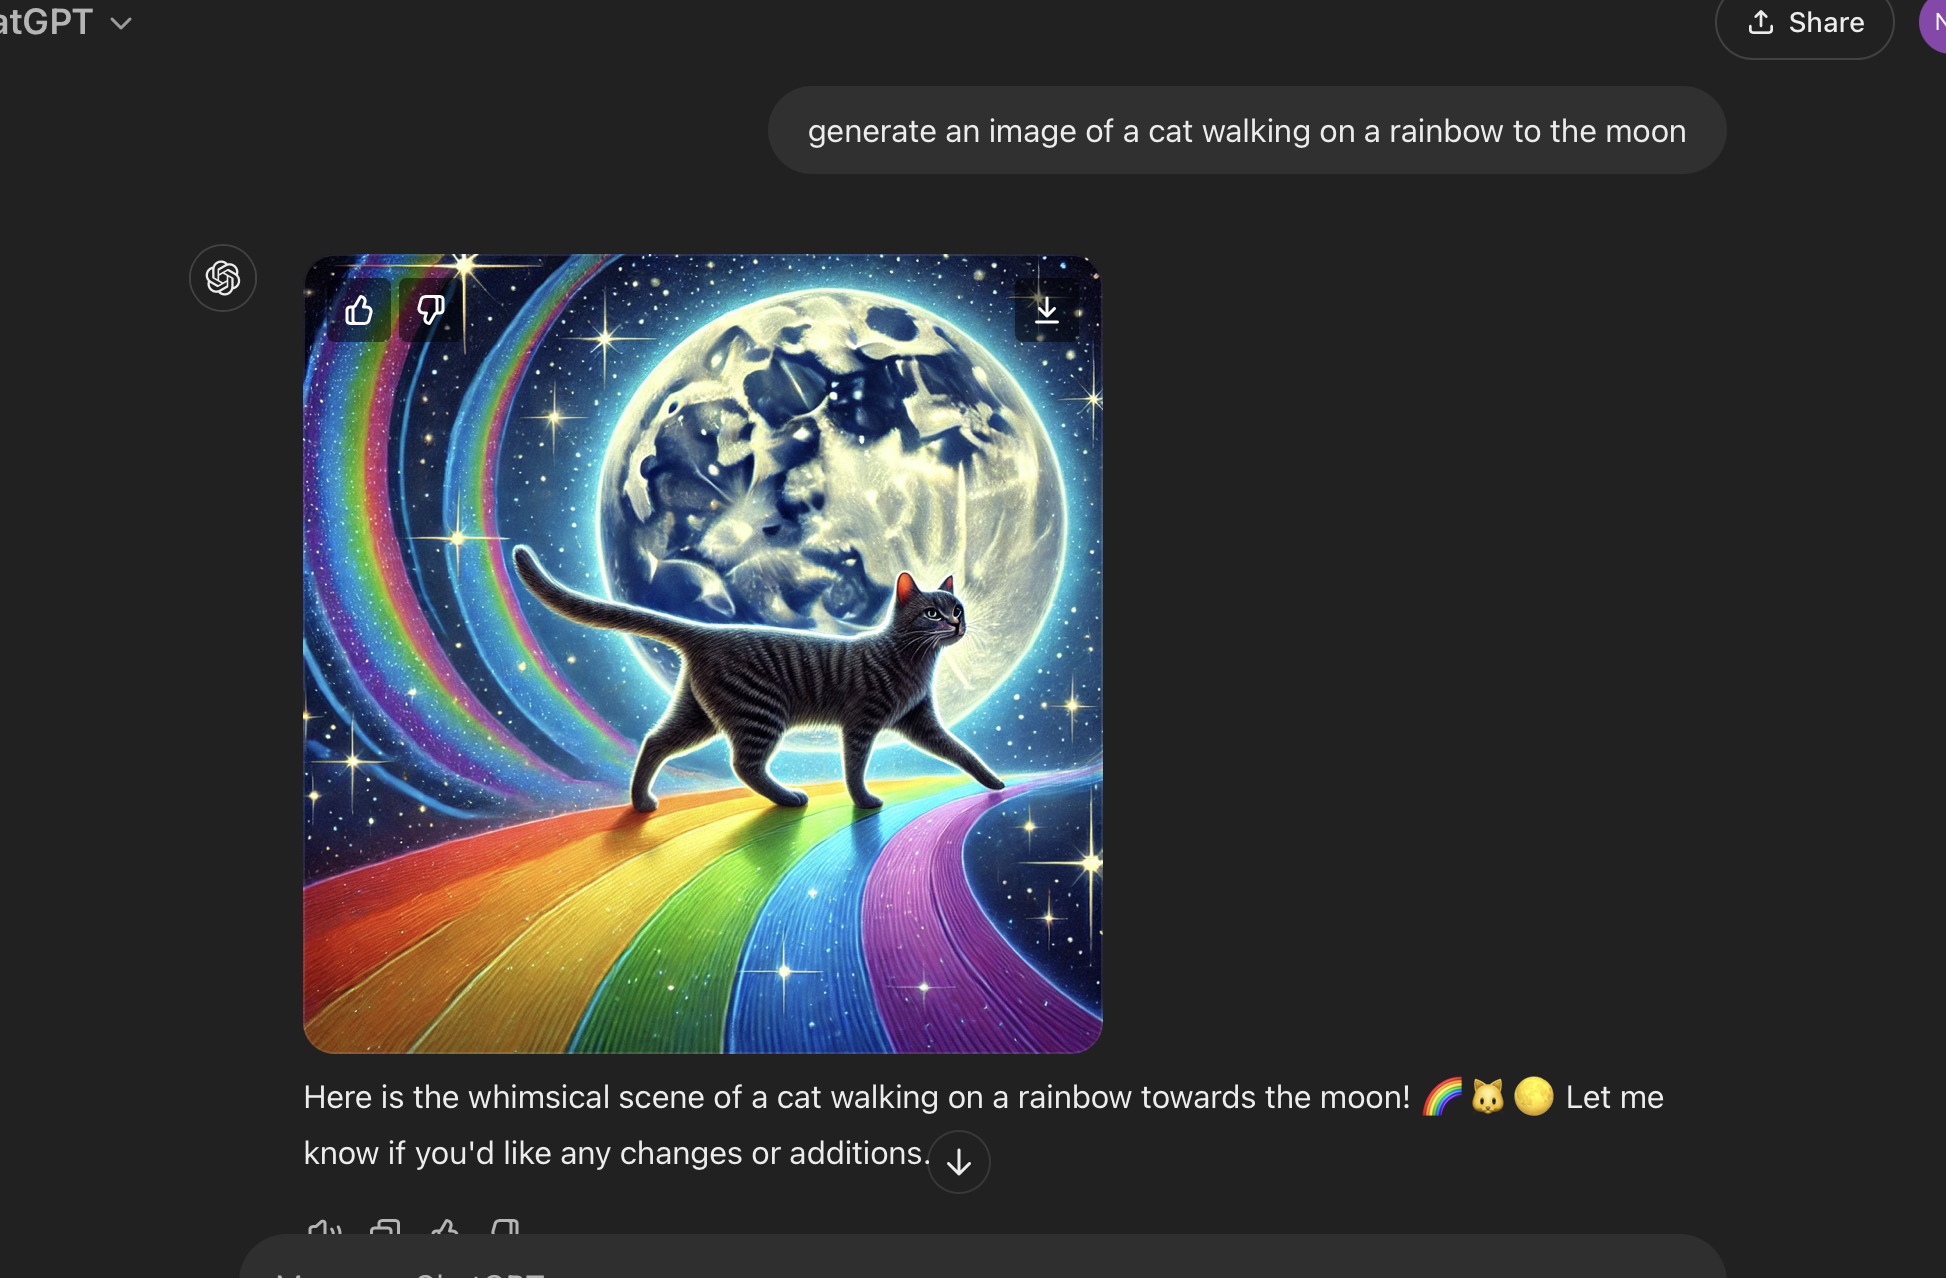 atGPT
Share
N
generate an image of a cat walking on a rainbow to the moon
Here is the whimsical scene of a cat walking on a rainbow towards the moon! 🌈🐱🌕 Let me
know if you'd like any changes or additions.
ChatGPT